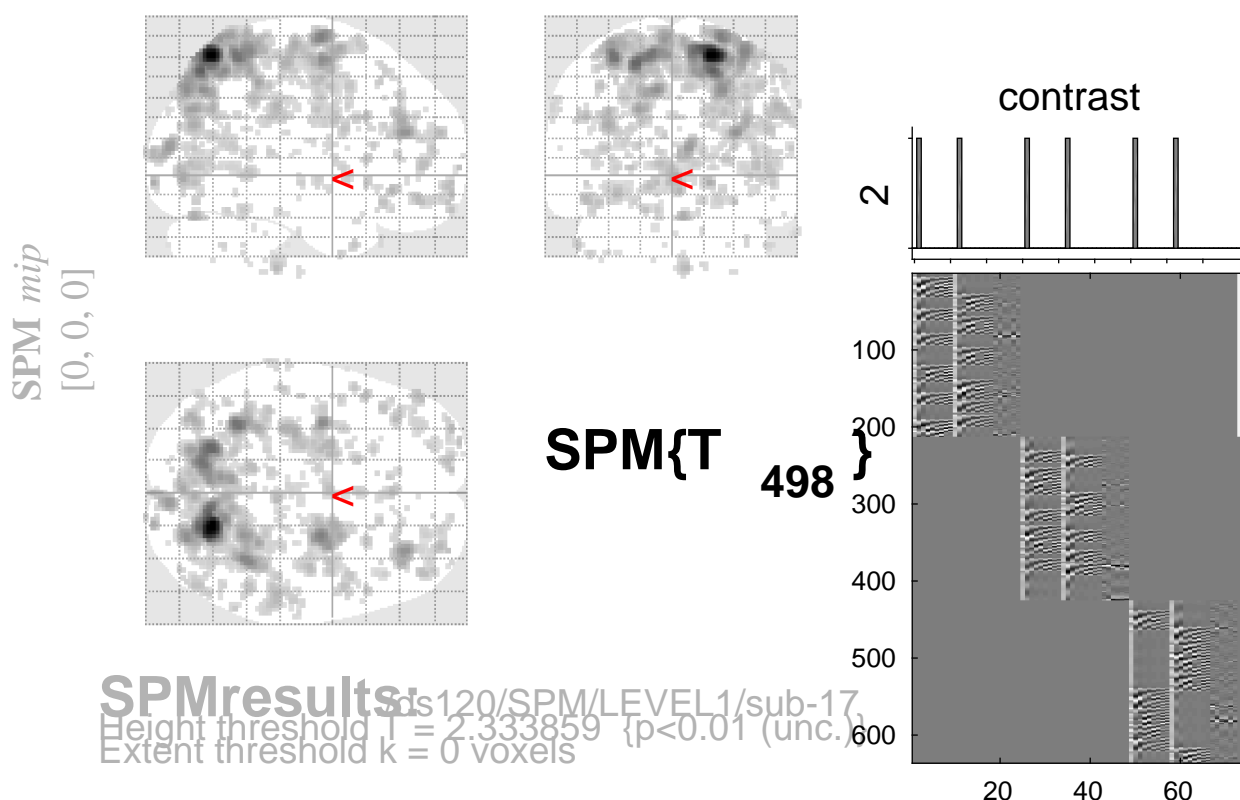 SPM mip
[0, 0, 0]
<
<
<
SPM{T498}
contrast
2
100
200
300
400
500
600
20
40
60
SPMresults: /ds120/SPM/LEVEL1/sub-17
Height threshold T = 2.333859 {p<0.01 (unc.)}
Extent threshold k = 0 voxels